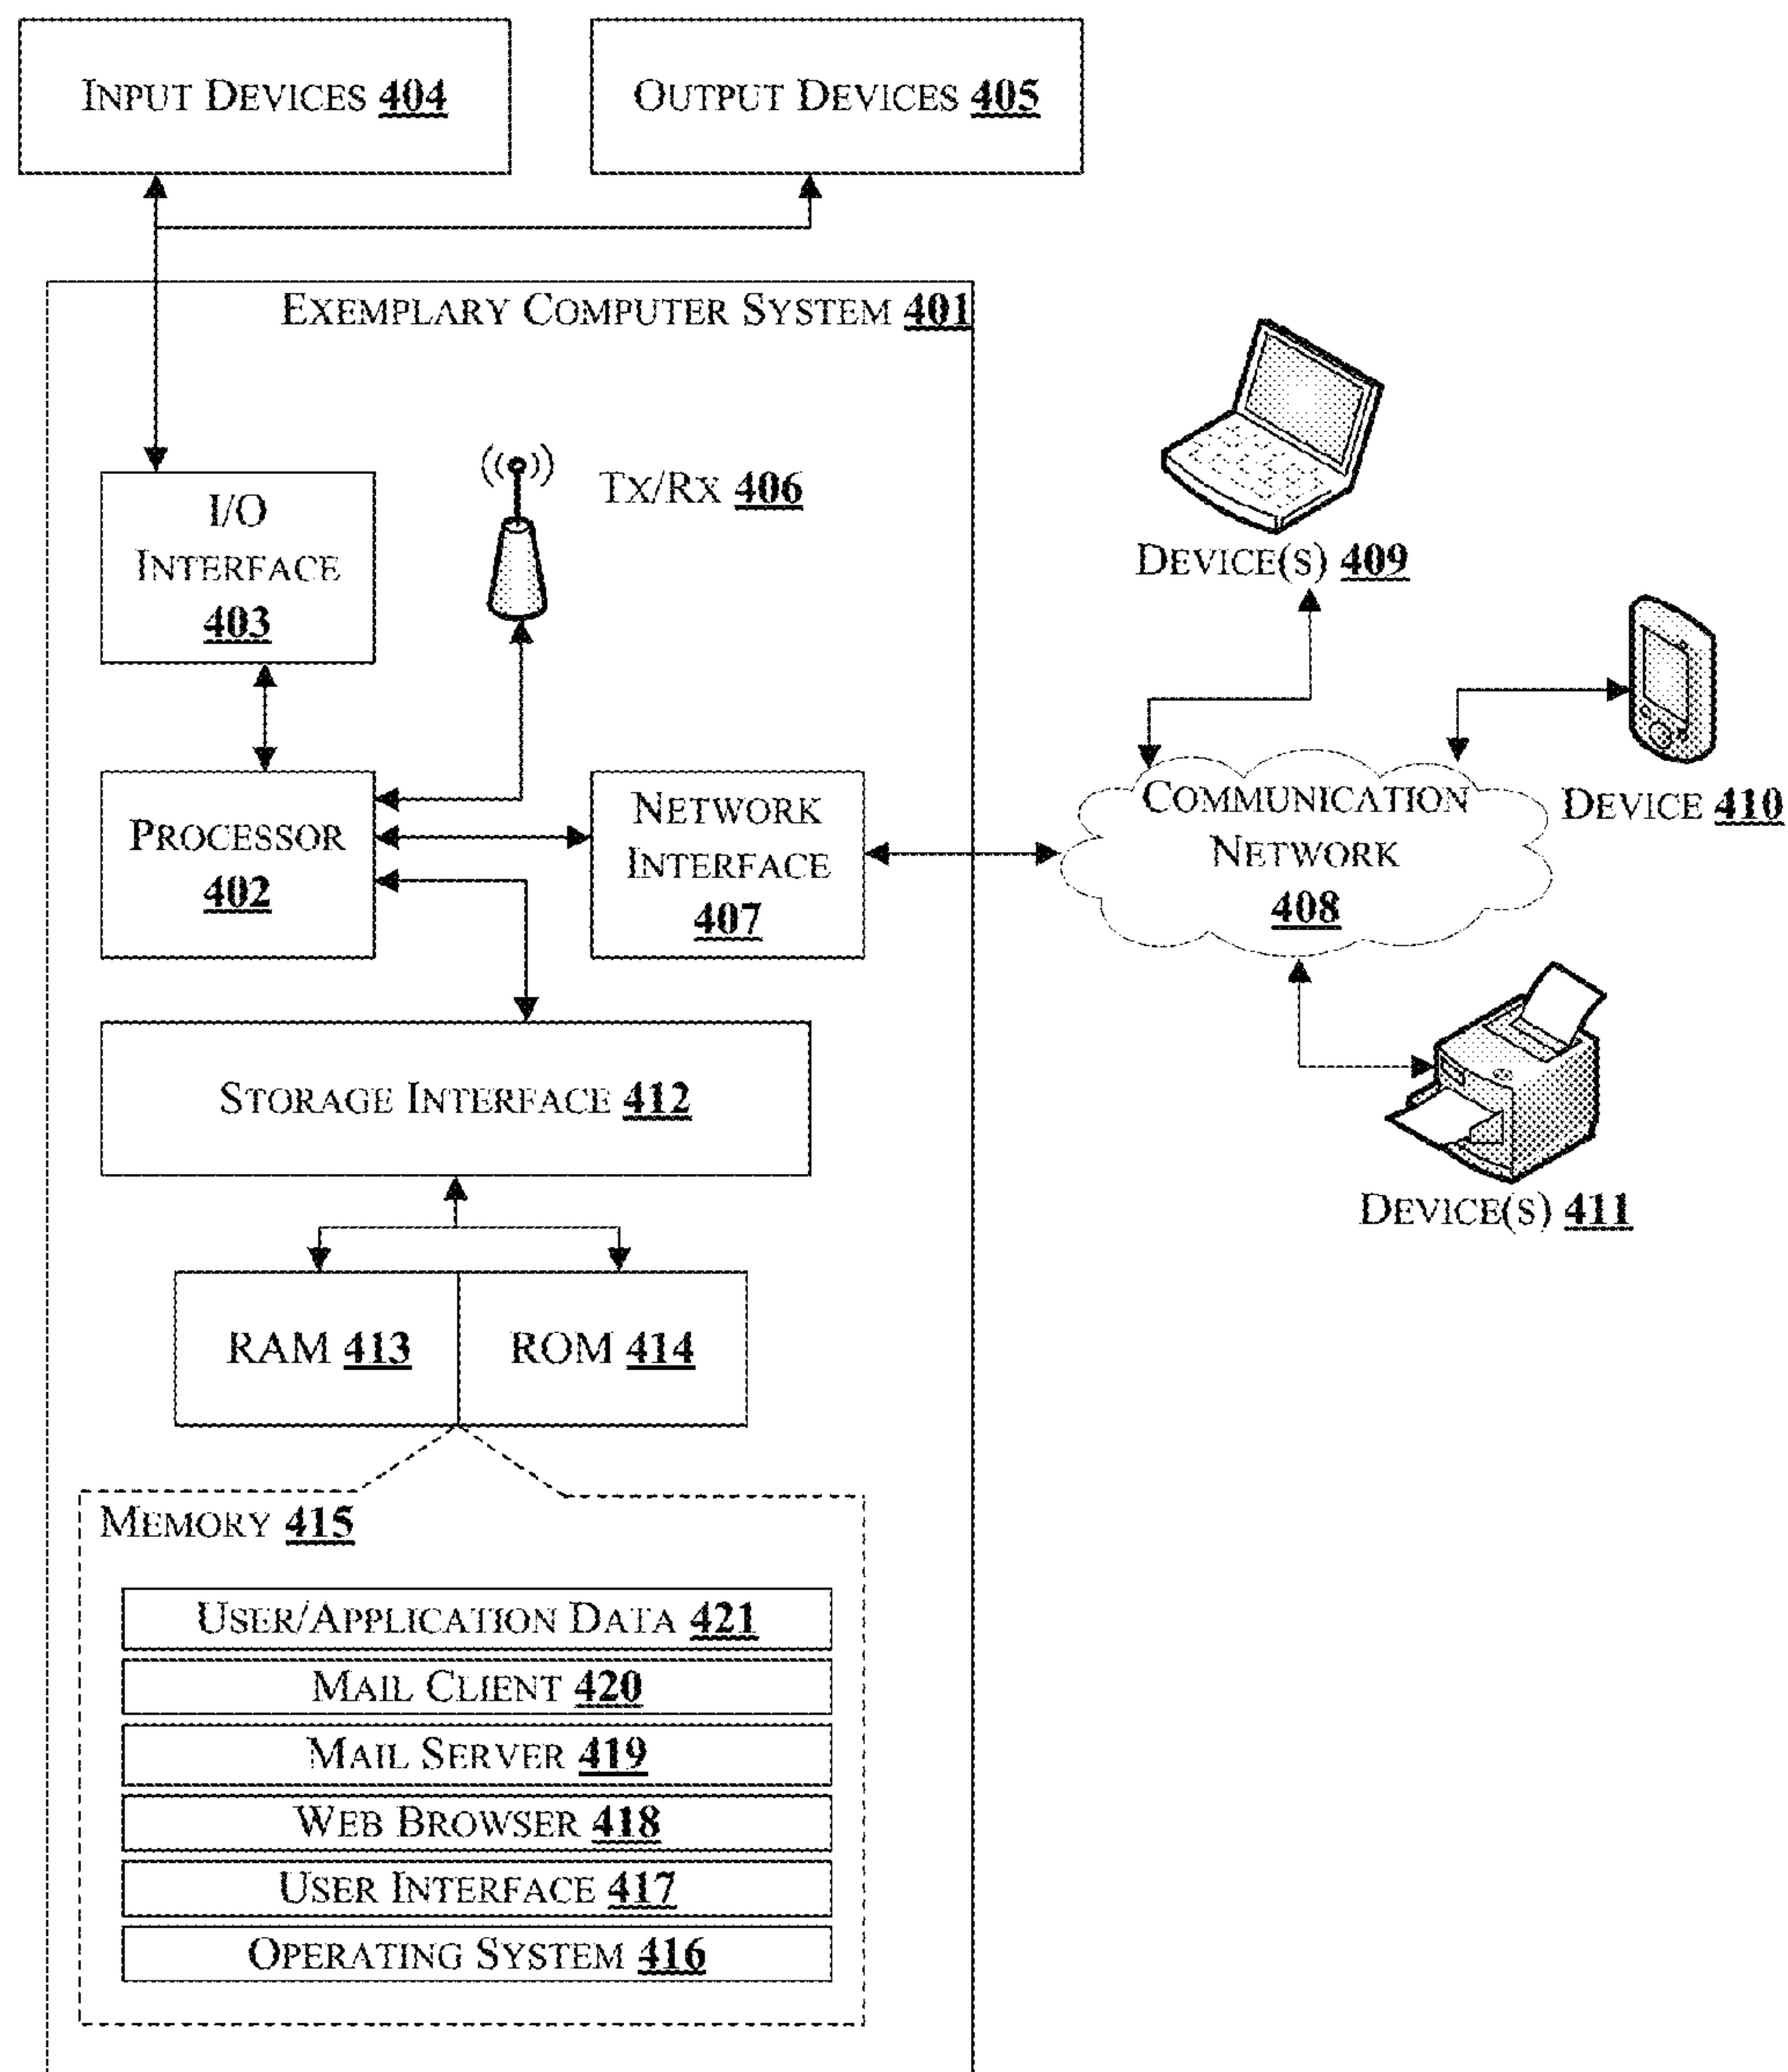 INPUT DEVICES 404
OUTPUT DEVICES 405
EXEMPLARY COMPUTER SYSTEM 401
I/O
INTERFACE
403
TX/RX 406
DEVICE(S) 409
PROCESSOR
402
NETWORK
INTERFACE
407
COMMUNICATION
NETWORK
408
DEVICE 410
STORAGE INTERFACE 412
DEVICE(S) 411
RAM 413
ROM 414
MEMORY 415
USER/APPLICATION DATA 421
MAIL CLIENT 420
MAIL SERVER 419
WEB BROWSER 418
USER INTERFACE 417
OPERATING SYSTEM 416